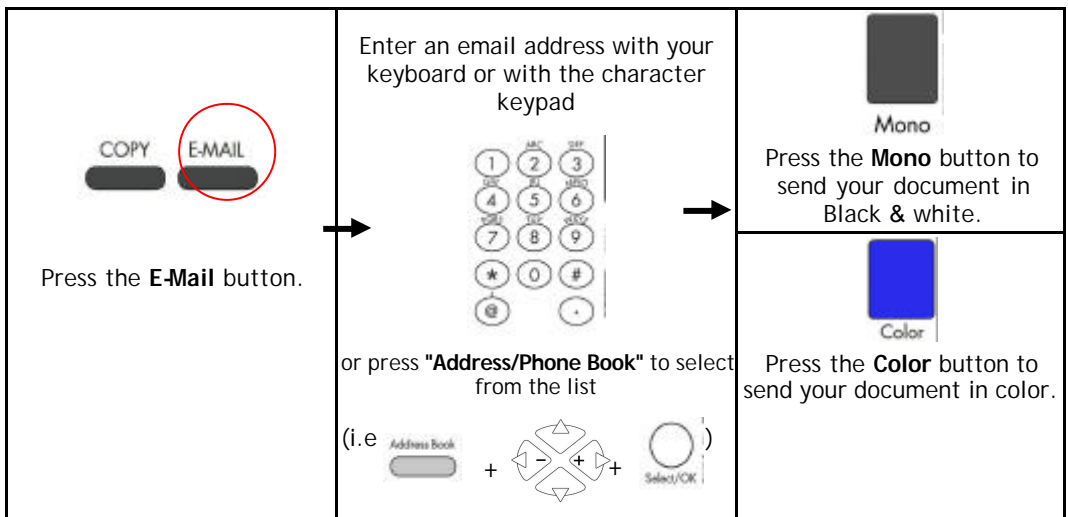 COPY E-MAIL
Press the E-Mail button.
Enter an email address with your
keyboard or with the character
keypad
ABC DEF
1 2 3
4 5 6
7 8 9
* 0 #
@ .
or press "Address/Phone Book" to select
from the list
(i.e Address Book + - + + Select/OK )
Mono
Press the Mono button to
send your document in
Black & white.
Color
Press the Color button to
send your document in color.